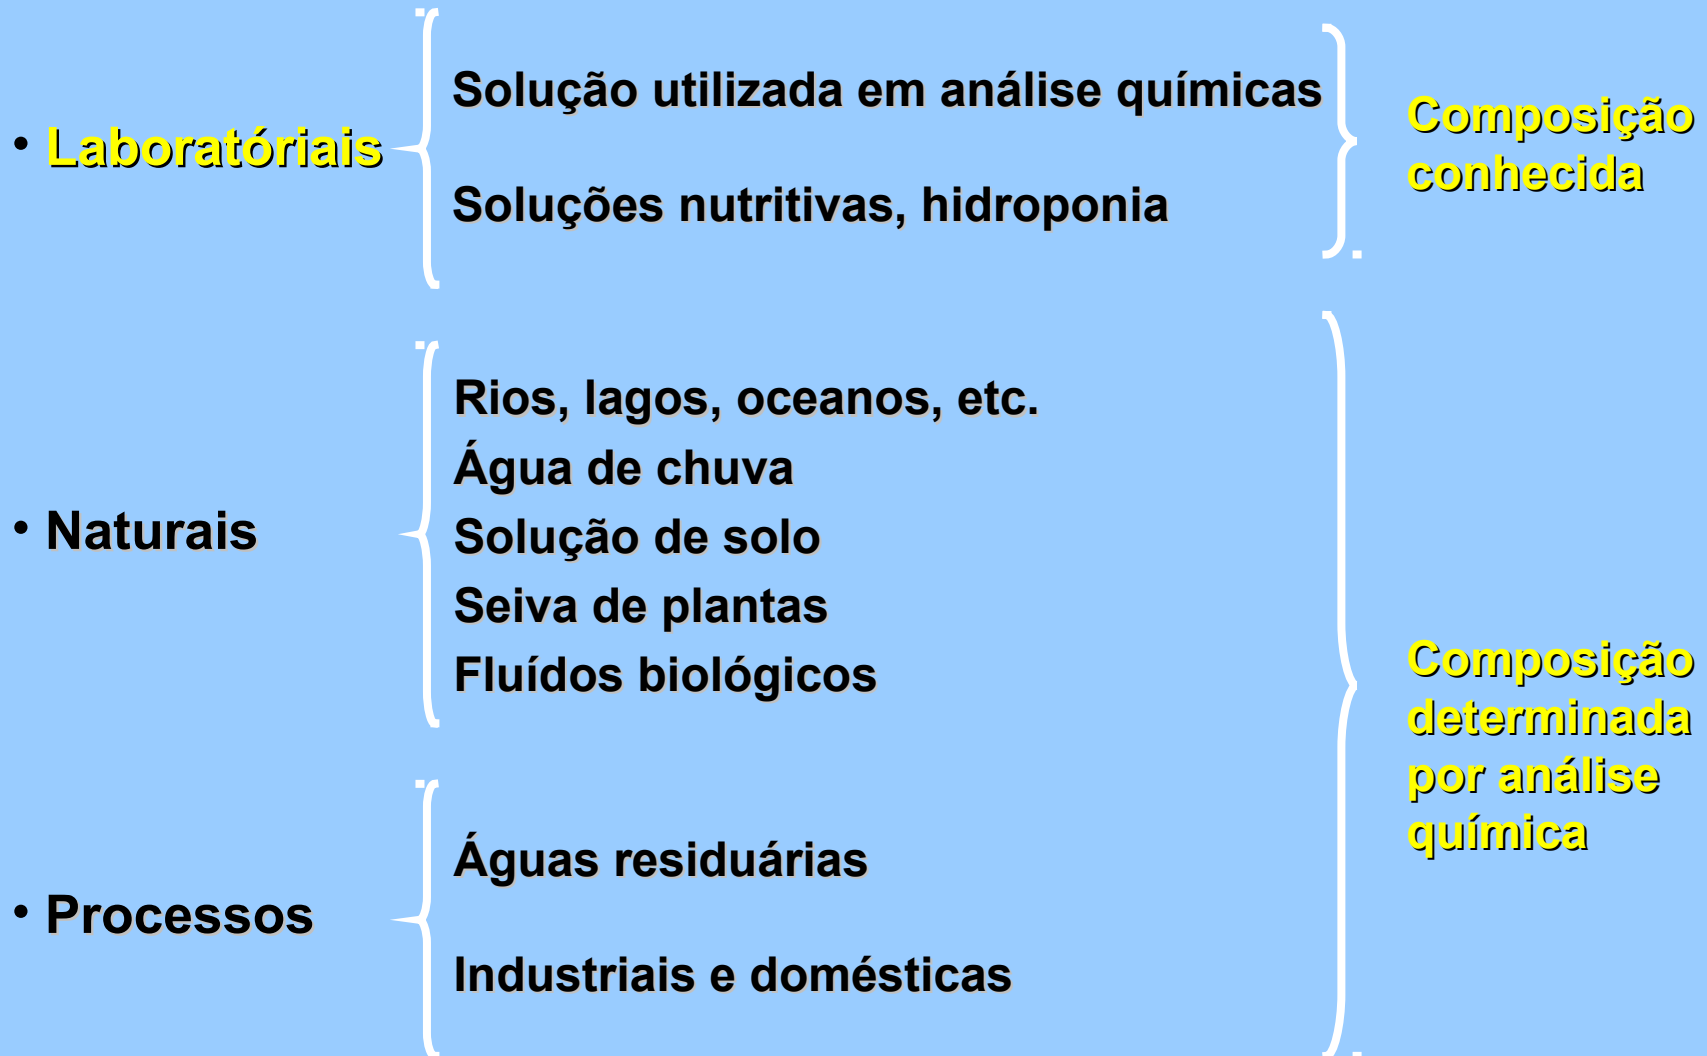 • Laboratóriais
Solução utilizada em análise químicas
Soluções nutritivas, hidroponia
Composição
conhecida
• Naturais
Rios, lagos, oceanos, etc.
Água de chuva
Solução de solo
Seiva de plantas
Fluídos biológicos
• Processos
Águas residuárias
Industriais e domésticas
Composição
determinada
por análise
química